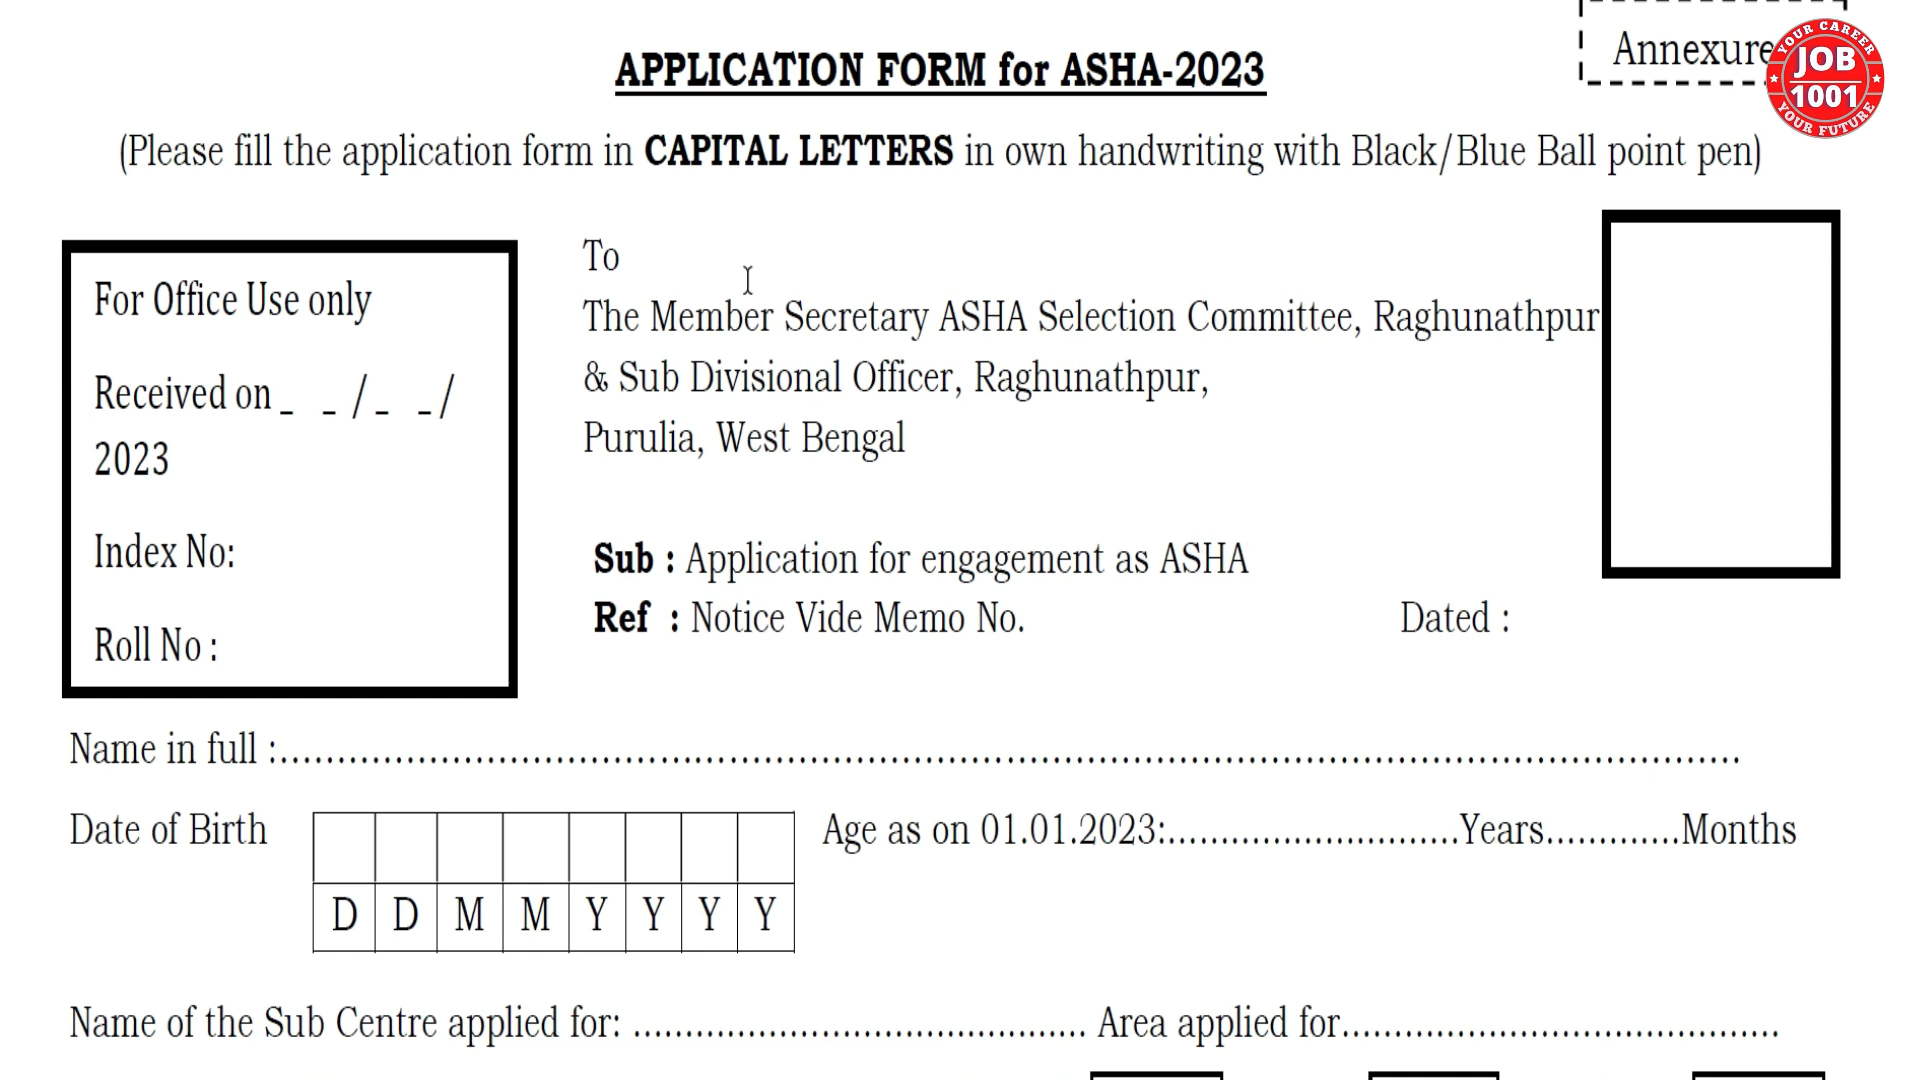 Annexure
YOUR CAREER
JOB
1001
YOUR FUTURE
APPLICATION FORM for ASHA-2023
(Please fill the application form in CAPITAL LETTERS in own handwriting with Black/Blue Ball point pen)
For Office Use only
Received on _ _ / _ _ /
2023
Index No:
Roll No :
To
The Member Secretary ASHA Selection Committee, Raghunathpur
& Sub Divisional Officer, Raghunathpur,
Purulia, West Bengal
Sub : Application for engagement as ASHA
Ref : Notice Vide Memo No. Dated :
Name in full :..........................................................................................................................
Date of Birth
D D M M Y Y Y Y
Age as on 01.01.2023:............................Years.............Months
Name of the Sub Centre applied for: ........................................... Area applied for..........................................